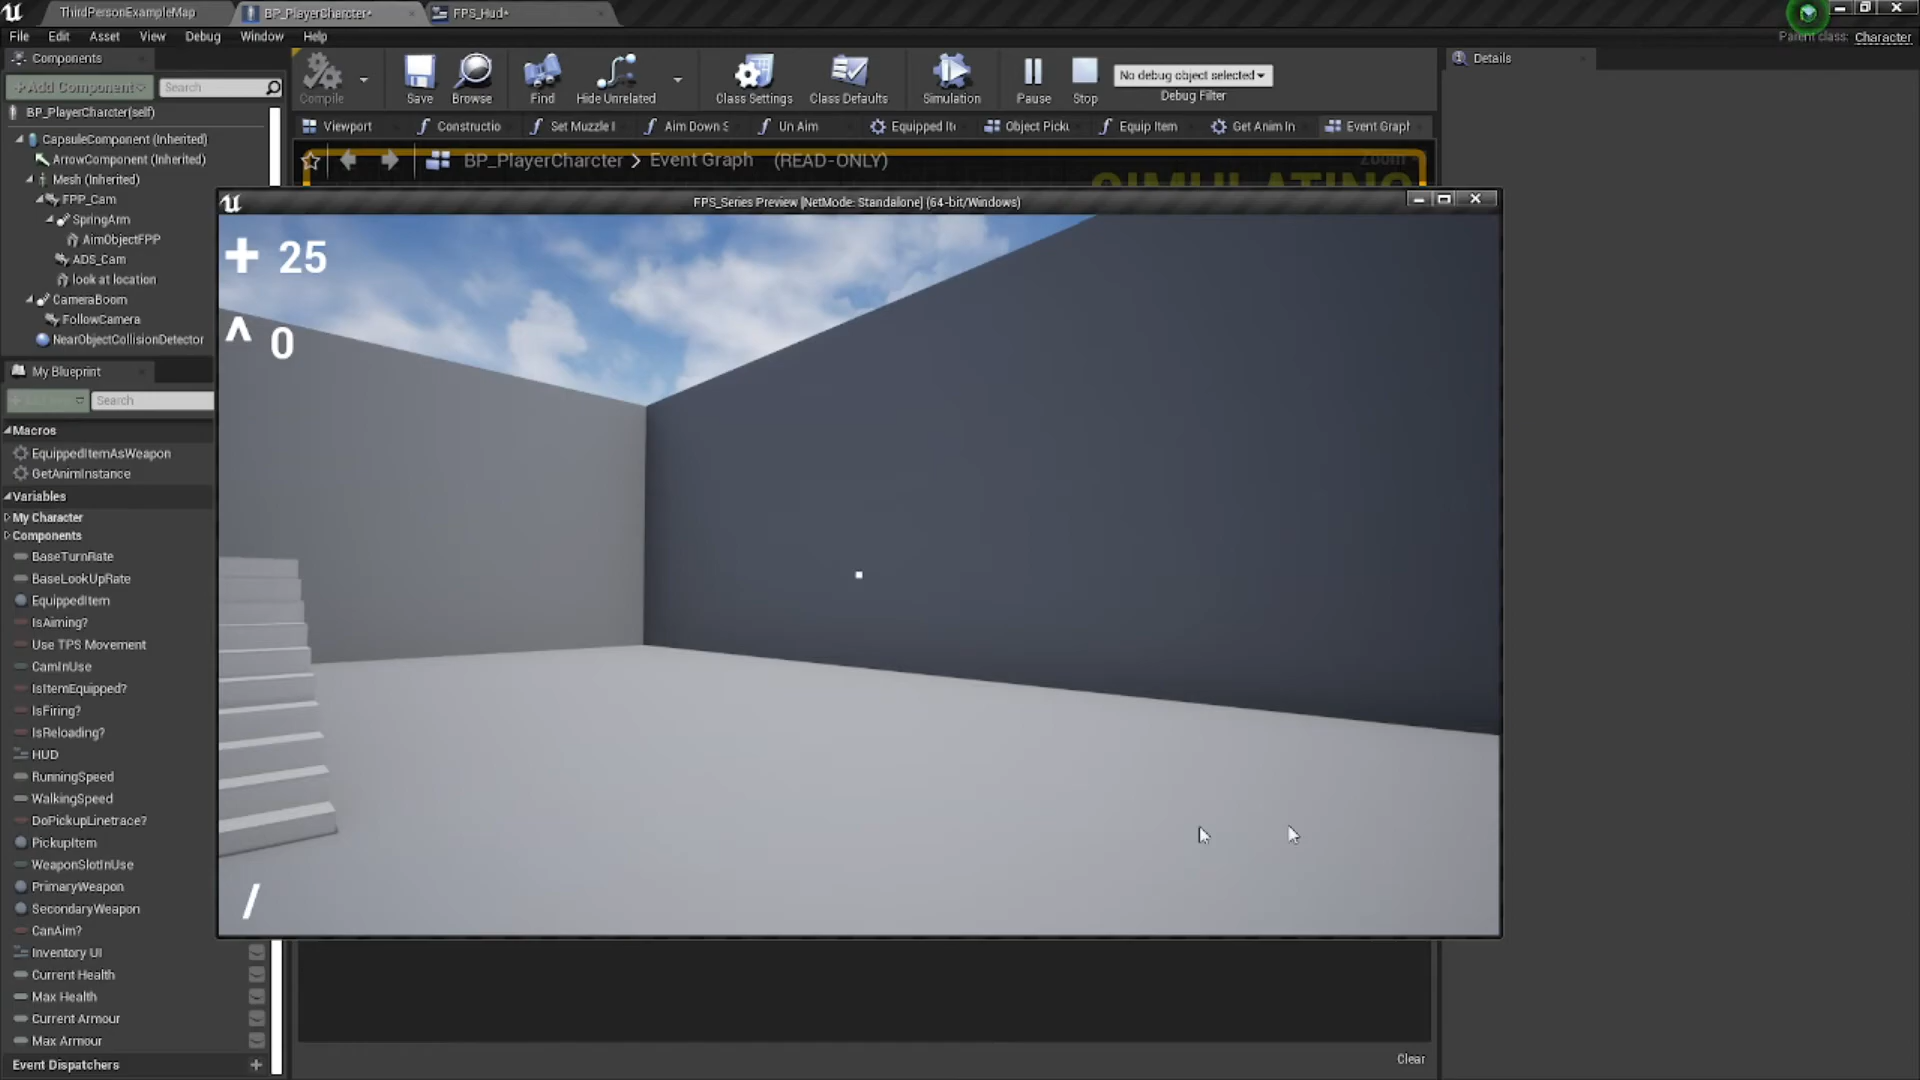 ThirdPersonExampleMap
BP_PlayerCharcter*
FPS_Hud*
File Edit Asset View Debug Window Help
Parent class: Character
Components
+Add Component
Search
BP_PlayerCharcter(self)
CapsuleComponent (Inherited)
ArrowComponent (Inherited)
Mesh (Inherited)
FPP_Cam
SpringArm
AimObjectFPP
ADS_Cam
look at location
CameraBoom
FollowCamera
NearObjectCollisionDetector
My Blueprint
Search
Macros
EquippedItemAsWeapon
GetAnimInstance
Variables
My Character
Components
BaseTurnRate
BaseLookUpRate
EquippedItem
IsAiming?
Use TPS Movement
CamInUse
IsItemEquipped?
IsFiring?
IsReloading?
HUD
RunningSpeed
WalkingSpeed
DoPickupLinetrace?
PickupItem
WeaponSlotInUse
PrimaryWeapon
SecondaryWeapon
CanAim?
Inventory UI
Current Health
Max Health
Current Armour
Max Armour
Event Dispatchers
Compile
Save
Browse
Find
Hide Unrelated
Class Settings
Class Defaults
Simulation
Pause
Stop
No debug object selected
Debug Filter
Viewport
Constructio
Set Muzzle
Aim Down S
Un Aim
Equipped It
Object Picku
Equip Item
Get Anim In
Event Graph
BP_PlayerCharcter > Event Graph (READ-ONLY)
Zoom
SIMULATING
FPS_Series Preview [NetMode: Standalone] (64-bit/Windows)
+ 25
^ 0
/
Clear
Details